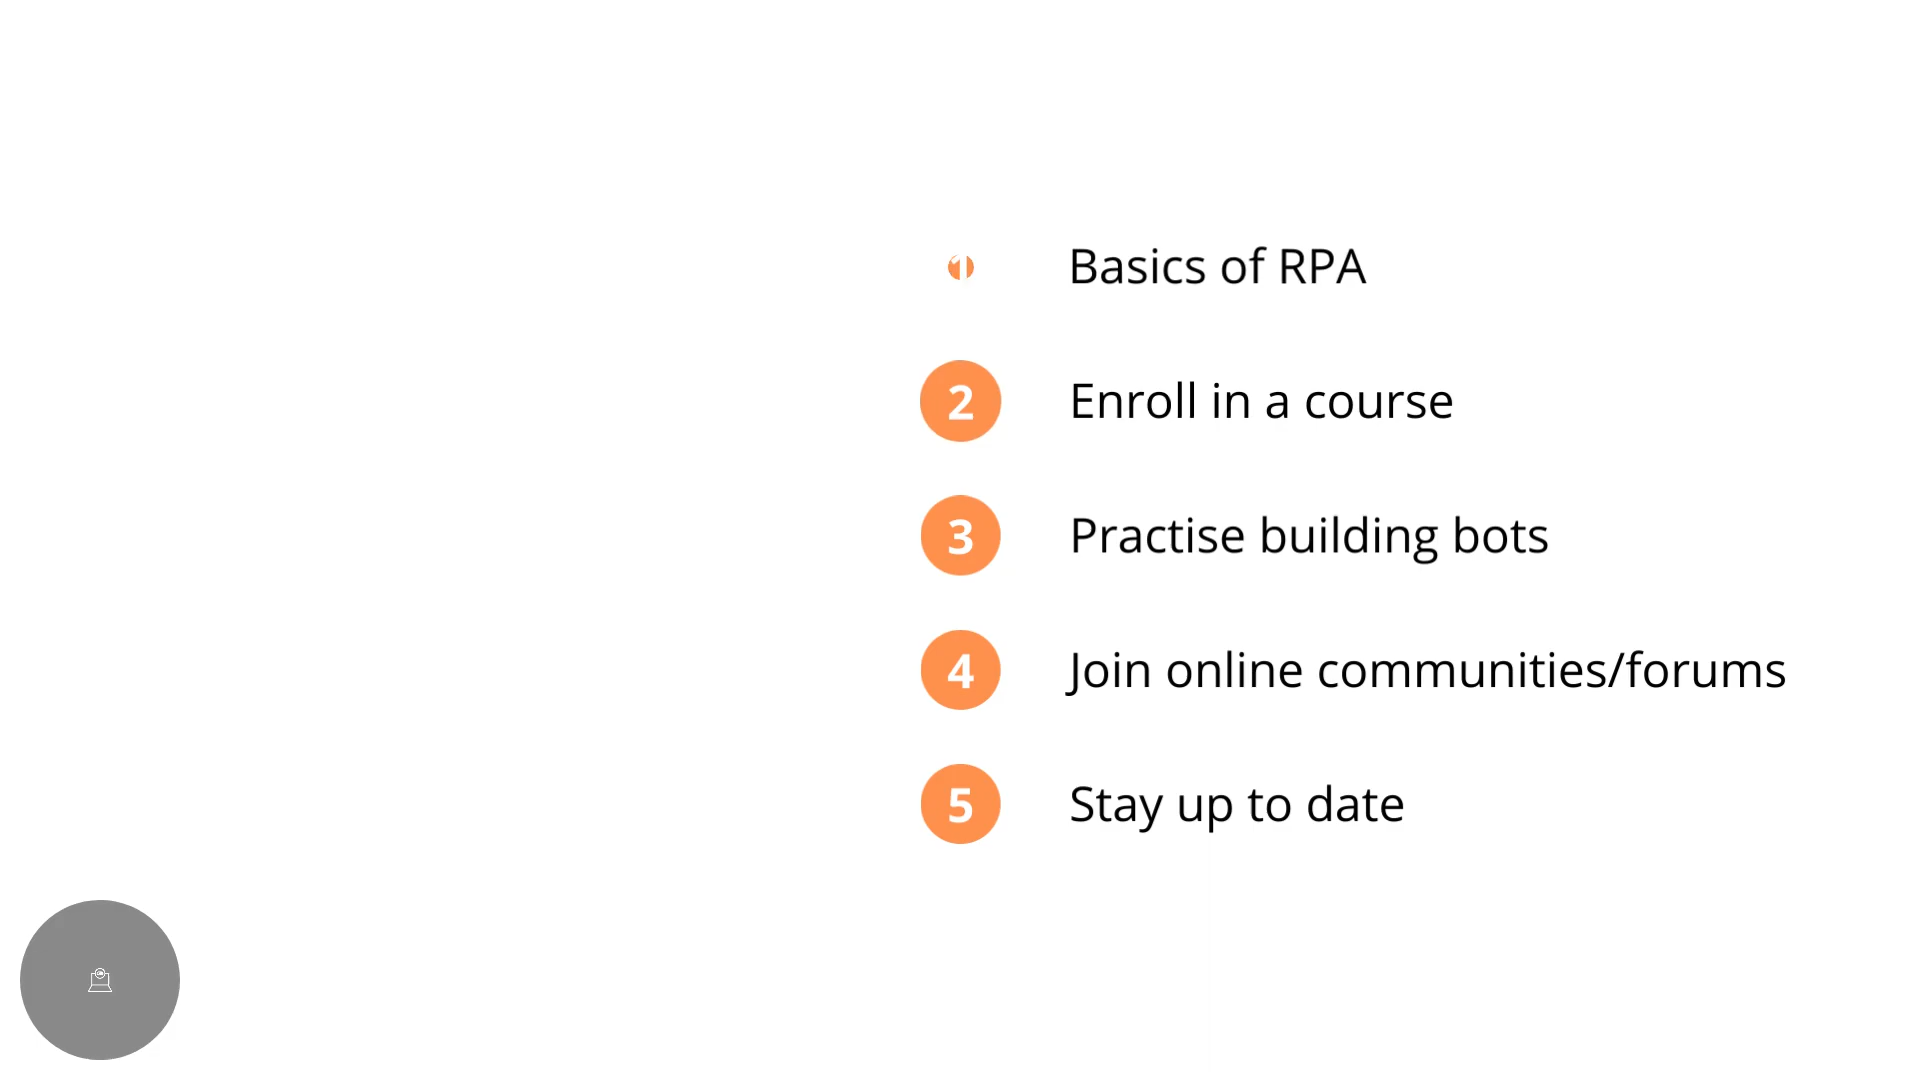 1 Basics of RPA
2 Enroll in a course
3 Practise building bots
4 Join online communities/forums
5 Stay up to date